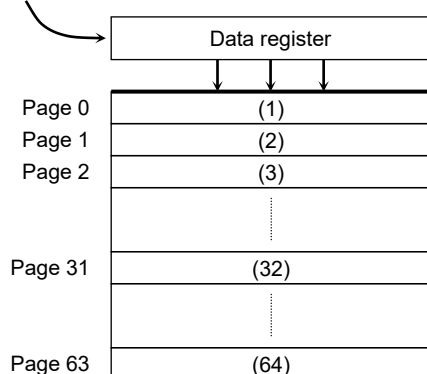 Data register
Page 0 (1)
Page 1 (2)
Page 2 (3)
Page 31 (32)
Page 63 (64)